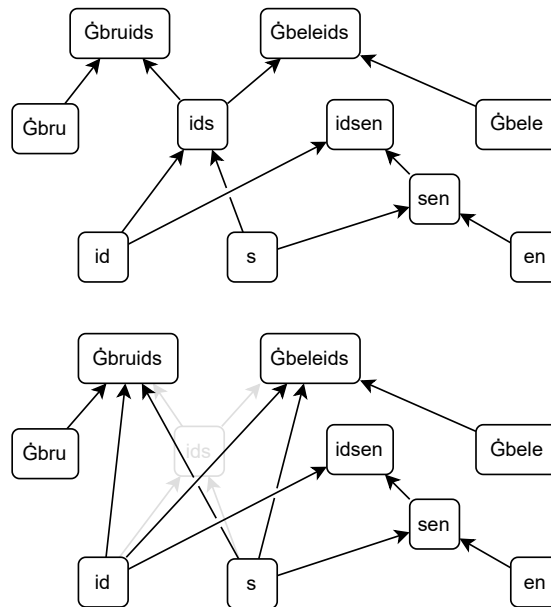 Ġbruids Ġbeleids
Ġbru ids idsen Ġbele
sen
id s en
Ġbruids Ġbeleids
Ġbru ids idsen Ġbele
sen
id s en